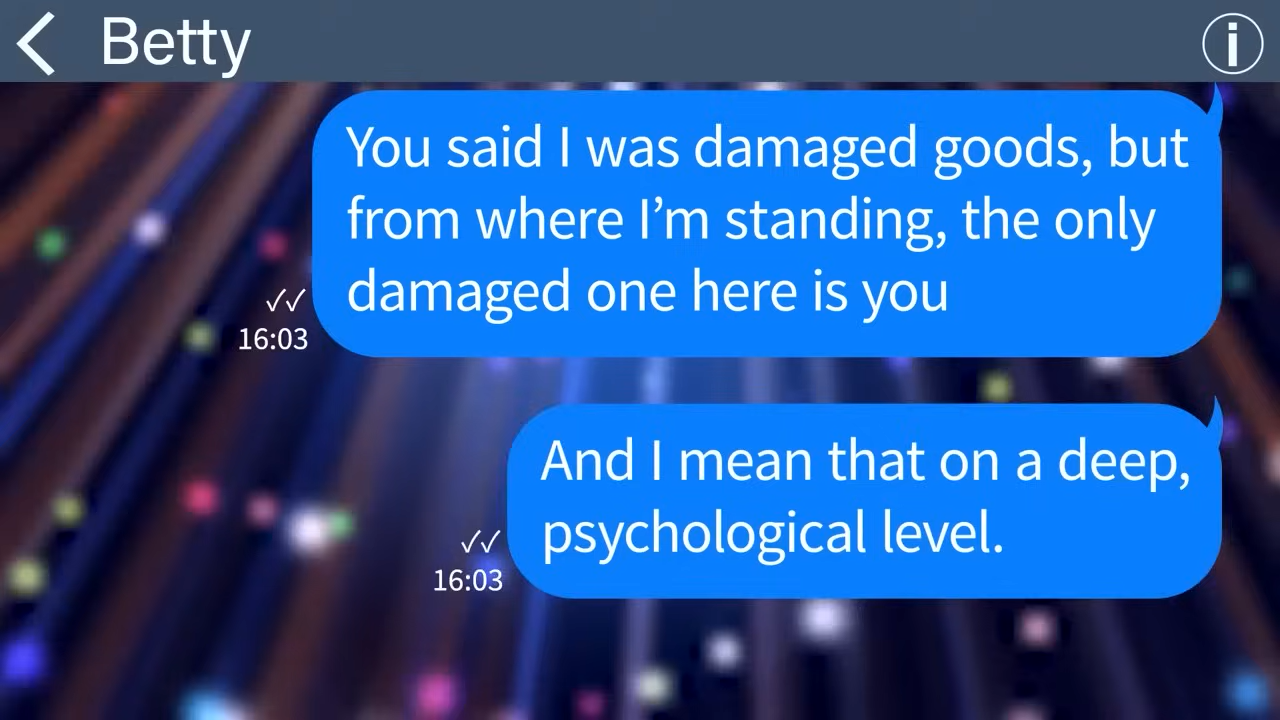 Betty
You said I was damaged goods, but
from where I’m standing, the only
damaged one here is you
✓✓
16:03
And I mean that on a deep,
psychological level.
✓✓
16:03